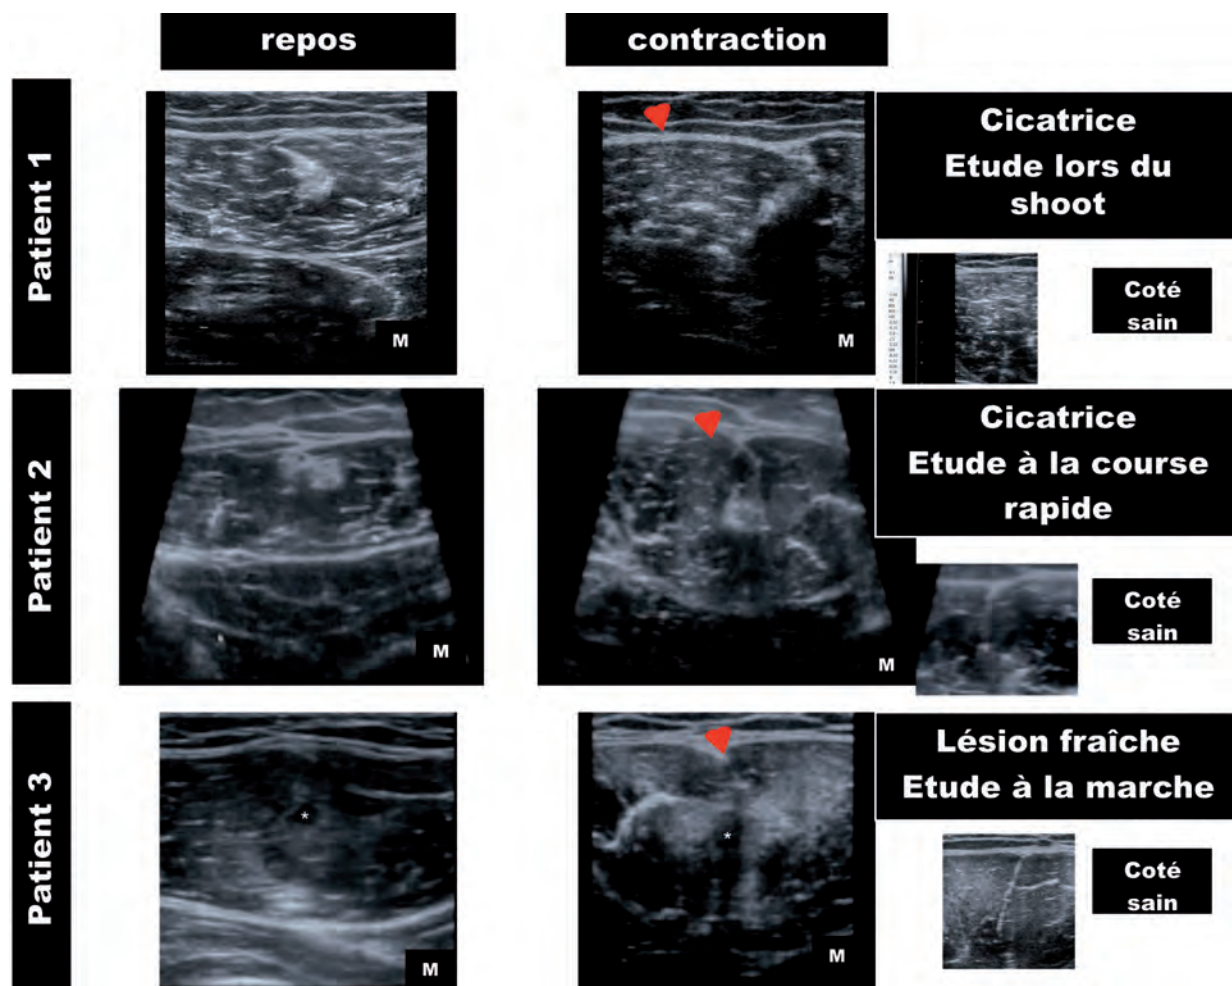 repos
contraction
Patient 1
M
M
Cicatrice
Etude lors du
shoot
Coté
sain
Patient 2
M
M
Cicatrice
Etude à la course
rapide
Coté
sain
Patient 3
*
M
*
M
Lésion fraîche
Etude à la marche
Coté
sain